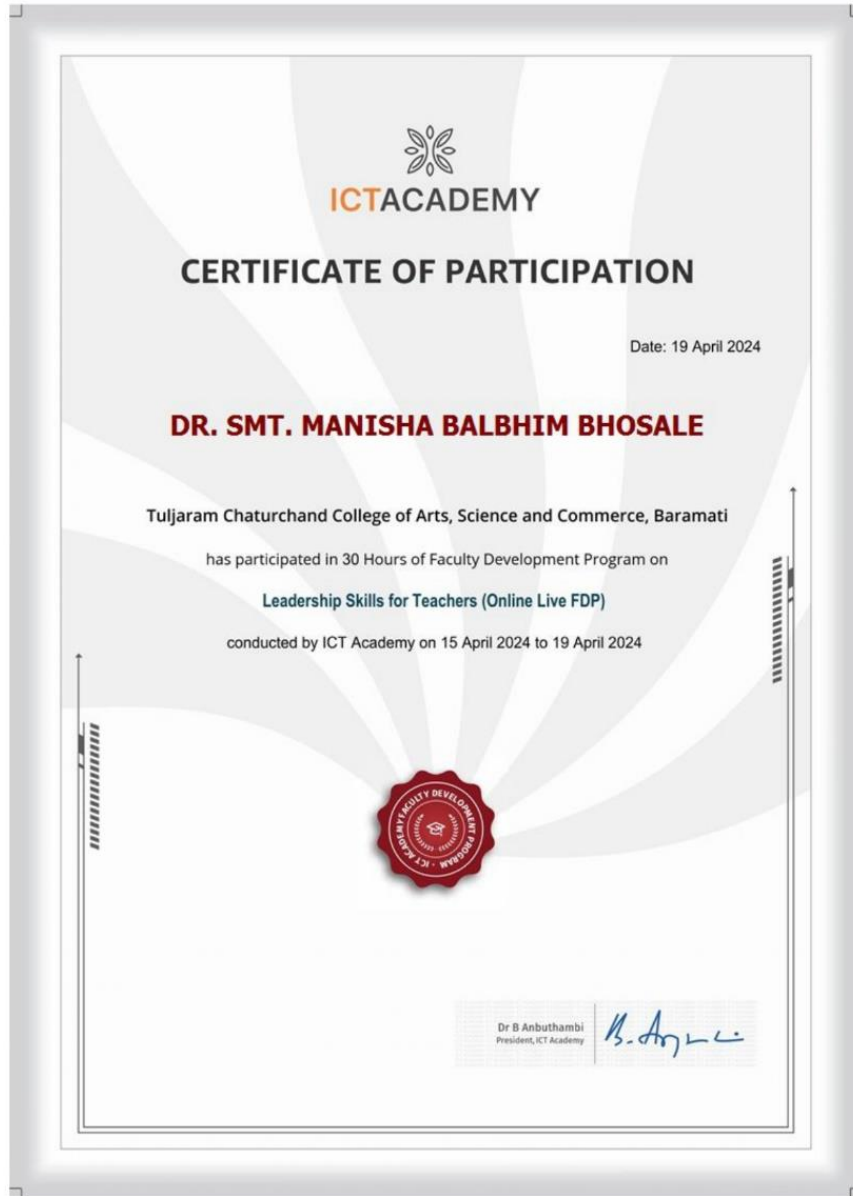 ICTACADEMY
CERTIFICATE OF PARTICIPATION
Date: 19 April 2024
DR. SMT. MANISHA BALBHIM BHOSALE
Tuljaram Chaturchand College of Arts, Science and Commerce, Baramati
has participated in 30 Hours of Faculty Development Program on
Leadership Skills for Teachers (Online Live FDP)
conducted by ICT Academy on 15 April 2024 to 19 April 2024
ICT ACADEMY FACULTY DEVELOPMENT PROGRAM
Dr B Anbuthambi
President, ICT Academy